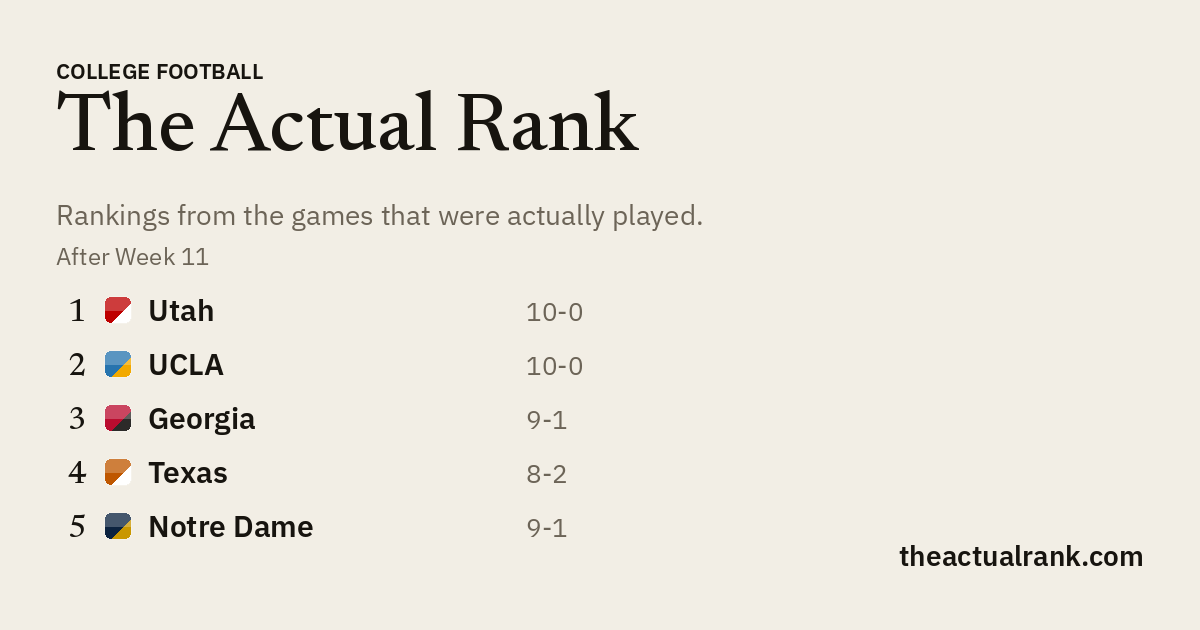 COLLEGE FOOTBALL
The Actual Rank
Rankings from the games that were actually played.
After Week 11
1 Utah 10-0
2 UCLA 10-0
3 Georgia 9-1
4 Texas 8-2
5 Notre Dame 9-1
theactualrank.com